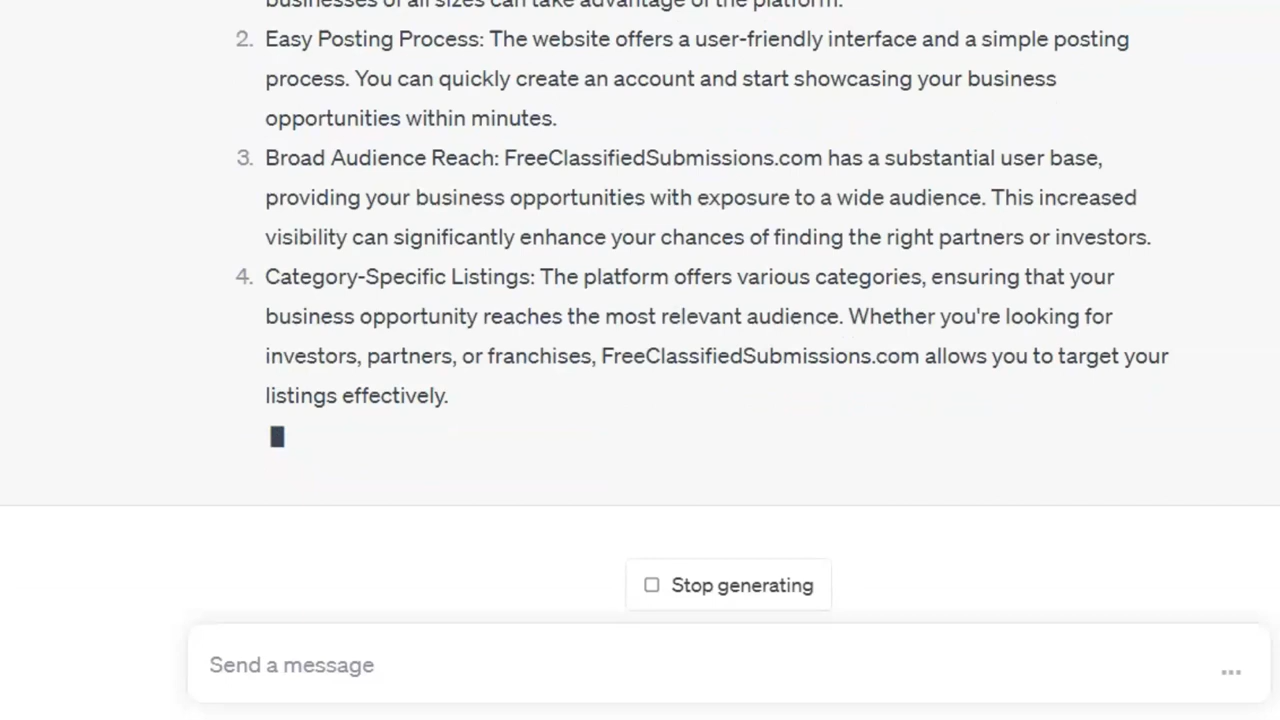 businesses of all sizes can take advantage of the platform.
2. Easy Posting Process: The website offers a user-friendly interface and a simple posting
process. You can quickly create an account and start showcasing your business
opportunities within minutes.
3. Broad Audience Reach: FreeClassifiedSubmissions.com has a substantial user base,
providing your business opportunities with exposure to a wide audience. This increased
visibility can significantly enhance your chances of finding the right partners or investors.
4. Category-Specific Listings: The platform offers various categories, ensuring that your
business opportunity reaches the most relevant audience. Whether you're looking for
investors, partners, or franchises, FreeClassifiedSubmissions.com allows you to target your
listings effectively.
Stop generating
Send a message